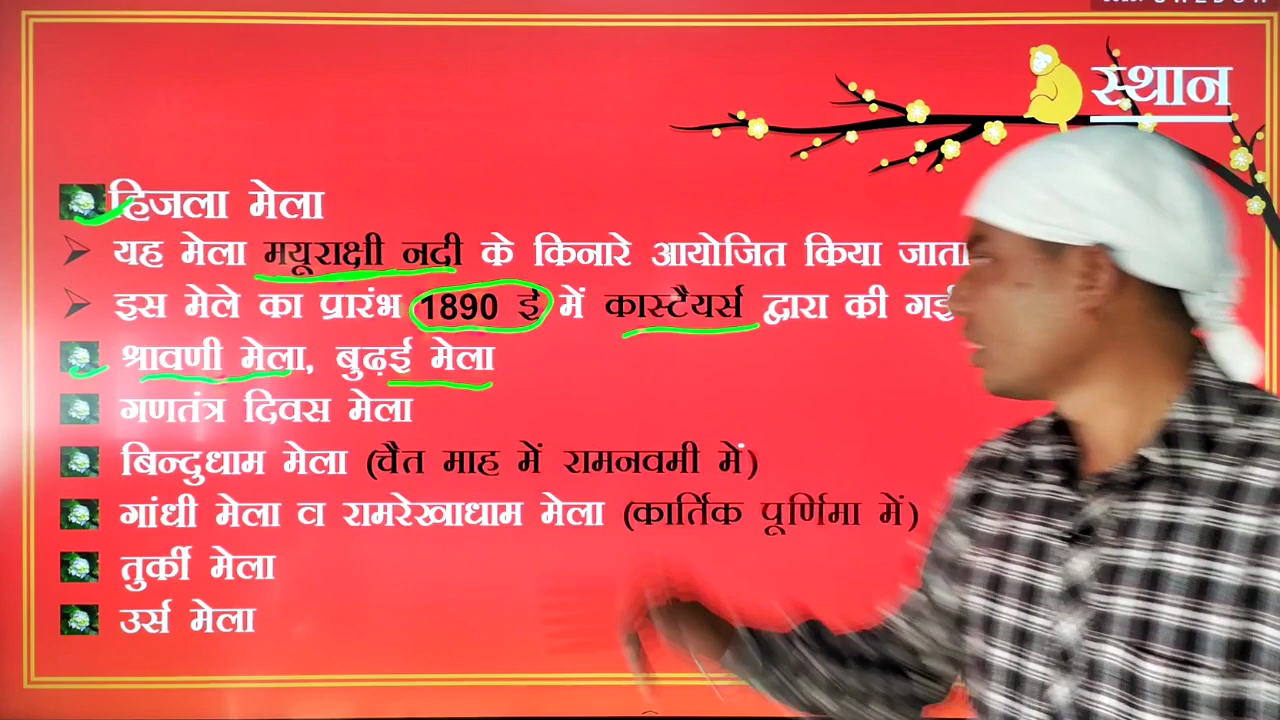 स्थान
हिजला मेला
यह मेला मयूराक्षी नदी के किनारे आयोजित किया जाता
इस मेले का प्रारंभ 1890 ई में कास्टैयर्स द्वारा की गई
श्रावणी मेला, बुढ़ई मेला
गणतंत्र दिवस मेला
बिन्दुधाम मेला (चैत माह में रामनवमी में)
गांधी मेला व रामरेखाधाम मेला (कार्तिक पूर्णिमा में)
तुर्की मेला
उर्स मेला